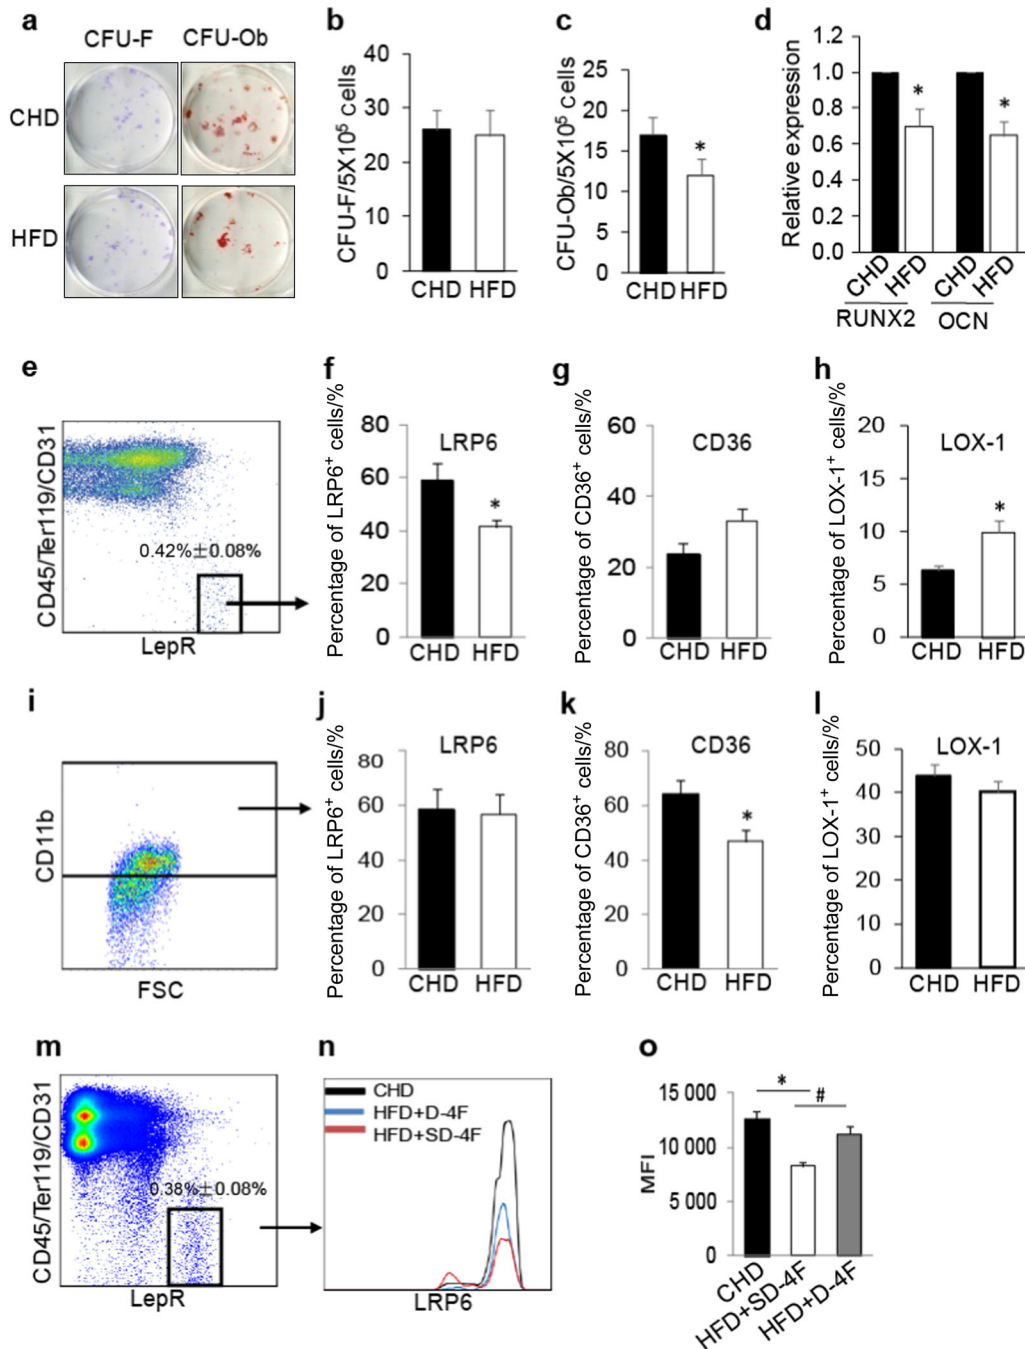 a
CFU-F CFU-Ob
CHD
HFD
b
CFU-F/5X10⁵ cells
40
30
20
10
0
CHD HFD
c
CFU-Ob/5X10⁵ cells
25
20
15
10
5
0
*
CHD HFD
d
Relative expression
1.2
1.0
0.8
0.6
0.4
0.2
0.0
* *
CHD HFD CHD HFD
RUNX2 OCN
e
CD45/Ter119/CD31
0.42%±0.08%
LepR
f
Percentage of LRP6⁺ cells/%
LRP6
80
60
40
20
0
*
CHD HFD
g
Percentage of CD36⁺ cells/%
CD36
60
40
20
0
CHD HFD
h
Percentage of LOX-1⁺ cells/%
LOX-1
20
15
10
5
0
*
CHD HFD
i
CD11b
FSC
j
Percentage of LRP6⁺ cells/%
LRP6
80
60
40
20
0
CHD HFD
k
Percentage of CD36⁺ cells/%
CD36
80
60
40
20
0
*
CHD HFD
l
Percentage of LOX-1⁺ cells/%
LOX-1
50
40
30
20
10
0
CHD HFD
m
CD45/Ter119/CD31
0.38%±0.08%
LepR
n
CHD
HFD+D-4F
HFD+SD-4F
LRP6
o
MFI
15 000
10 000
5 000
0
* #
CHD
HFD+SD-4F
HFD+D-4F